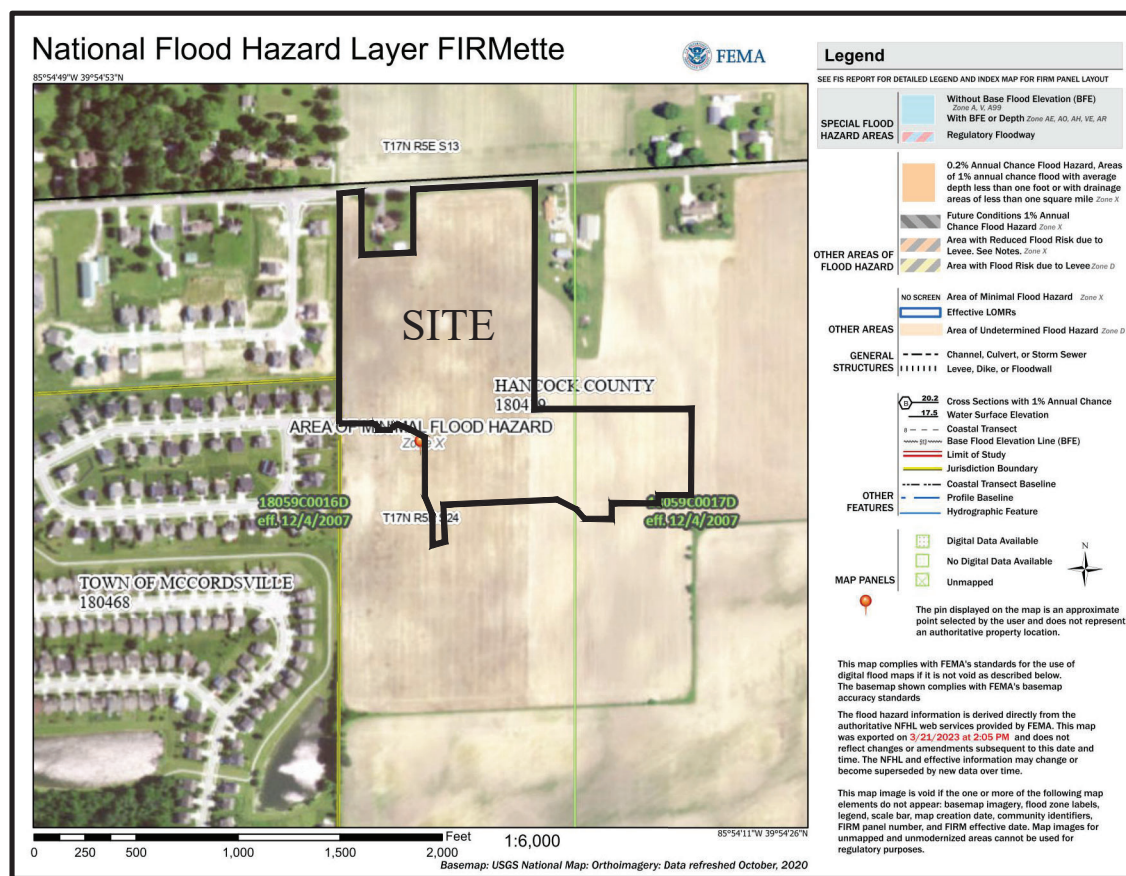 National Flood Hazard Layer FIRMette
FEMA
85°54'49"W 39°54'53"N
T17N R5E S13
SITE
HANCOCK COUNTY
AREA OF MINIMAL FLOOD HAZARD
Zone X
18059C0016D
eff. 12/4/2007
T17N S24
18059C0017D
eff. 12/4/2007
TOWN OF MCCORDSVILLE
180468
Feet
1:6,000
85°54'11"W 39°54'26"N
0 250 500 1,000 1,500 2,000
Basemap: USGS National Map: Orthoimagery: Data refreshed October, 2020
Legend
SEE FIS REPORT FOR DETAILED LEGEND AND INDEX MAP FOR FIRM PANEL LAYOUT
SPECIAL FLOOD
HAZARD AREAS
Without Base Flood Elevation (BFE)
Zone A, V, A99
With BFE or Depth Zone AE, AO, AH, VE, AR
Regulatory Floodway
OTHER AREAS OF
FLOOD HAZARD
0.2% Annual Chance Flood Hazard, Areas
of 1% annual chance flood with average
depth less than one foot or with drainage
areas of less than one square mile Zone X
Future Conditions 1% Annual
Chance Flood Hazard Zone X
Area with Reduced Flood Risk due to
Levee. See Notes. Zone X
Area with Flood Risk due to Levee Zone D
OTHER AREAS
NO SCREEN Area of Minimal Flood Hazard Zone X
Effective LOMRs
Area of Undetermined Flood Hazard Zone D
GENERAL
STRUCTURES
Channel, Culvert, or Storm Sewer
Levee, Dike, or Floodwall
OTHER
FEATURES
B 20.2 Cross Sections with 1% Annual Chance
17.5 Water Surface Elevation
8 Coastal Transect
513 Base Flood Elevation Line (BFE)
Limit of Study
Jurisdiction Boundary
Coastal Transect Baseline
Profile Baseline
Hydrographic Feature
MAP PANELS
Digital Data Available
No Digital Data Available
Unmapped
N
The pin displayed on the map is an approximate
point selected by the user and does not represent
an authoritative property location.
This map complies with FEMA's standards for the use of
digital flood maps if it is not void as described below.
The basemap shown complies with FEMA's basemap
accuracy standards
The flood hazard information is derived directly from the
authoritative NFHL web services provided by FEMA. This map
was exported on 3/21/2023 at 2:05 PM and does not
reflect changes or amendments subsequent to this date and
time. The NFHL and effective information may change or
become superseded by new data over time.
This map image is void if the one or more of the following map
elements do not appear: basemap imagery, flood zone labels,
legend, scale bar, map creation date, community identifiers,
FIRM panel number, and FIRM effective date. Map images for
unmapped and unmodernized areas cannot be used for
regulatory purposes.